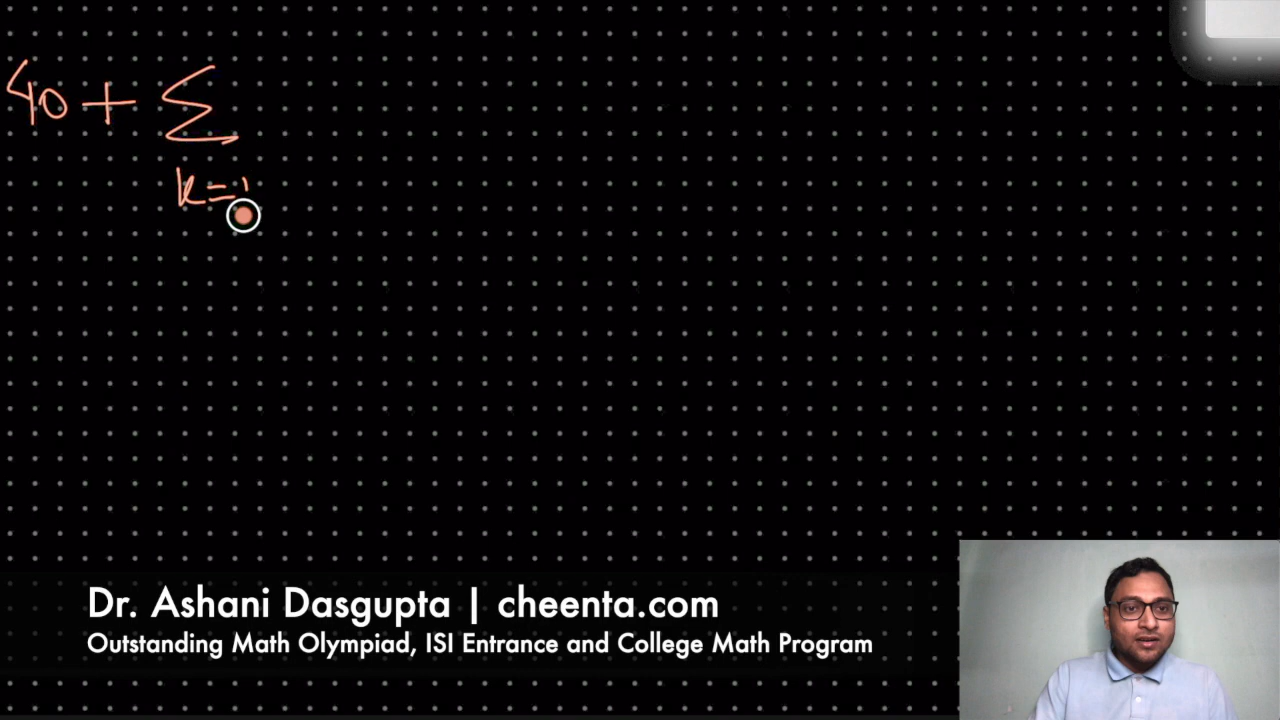 40 + Σ
k=1
Dr. Ashani Dasgupta | cheenta.com
Outstanding Math Olympiad, ISI Entrance and College Math Program